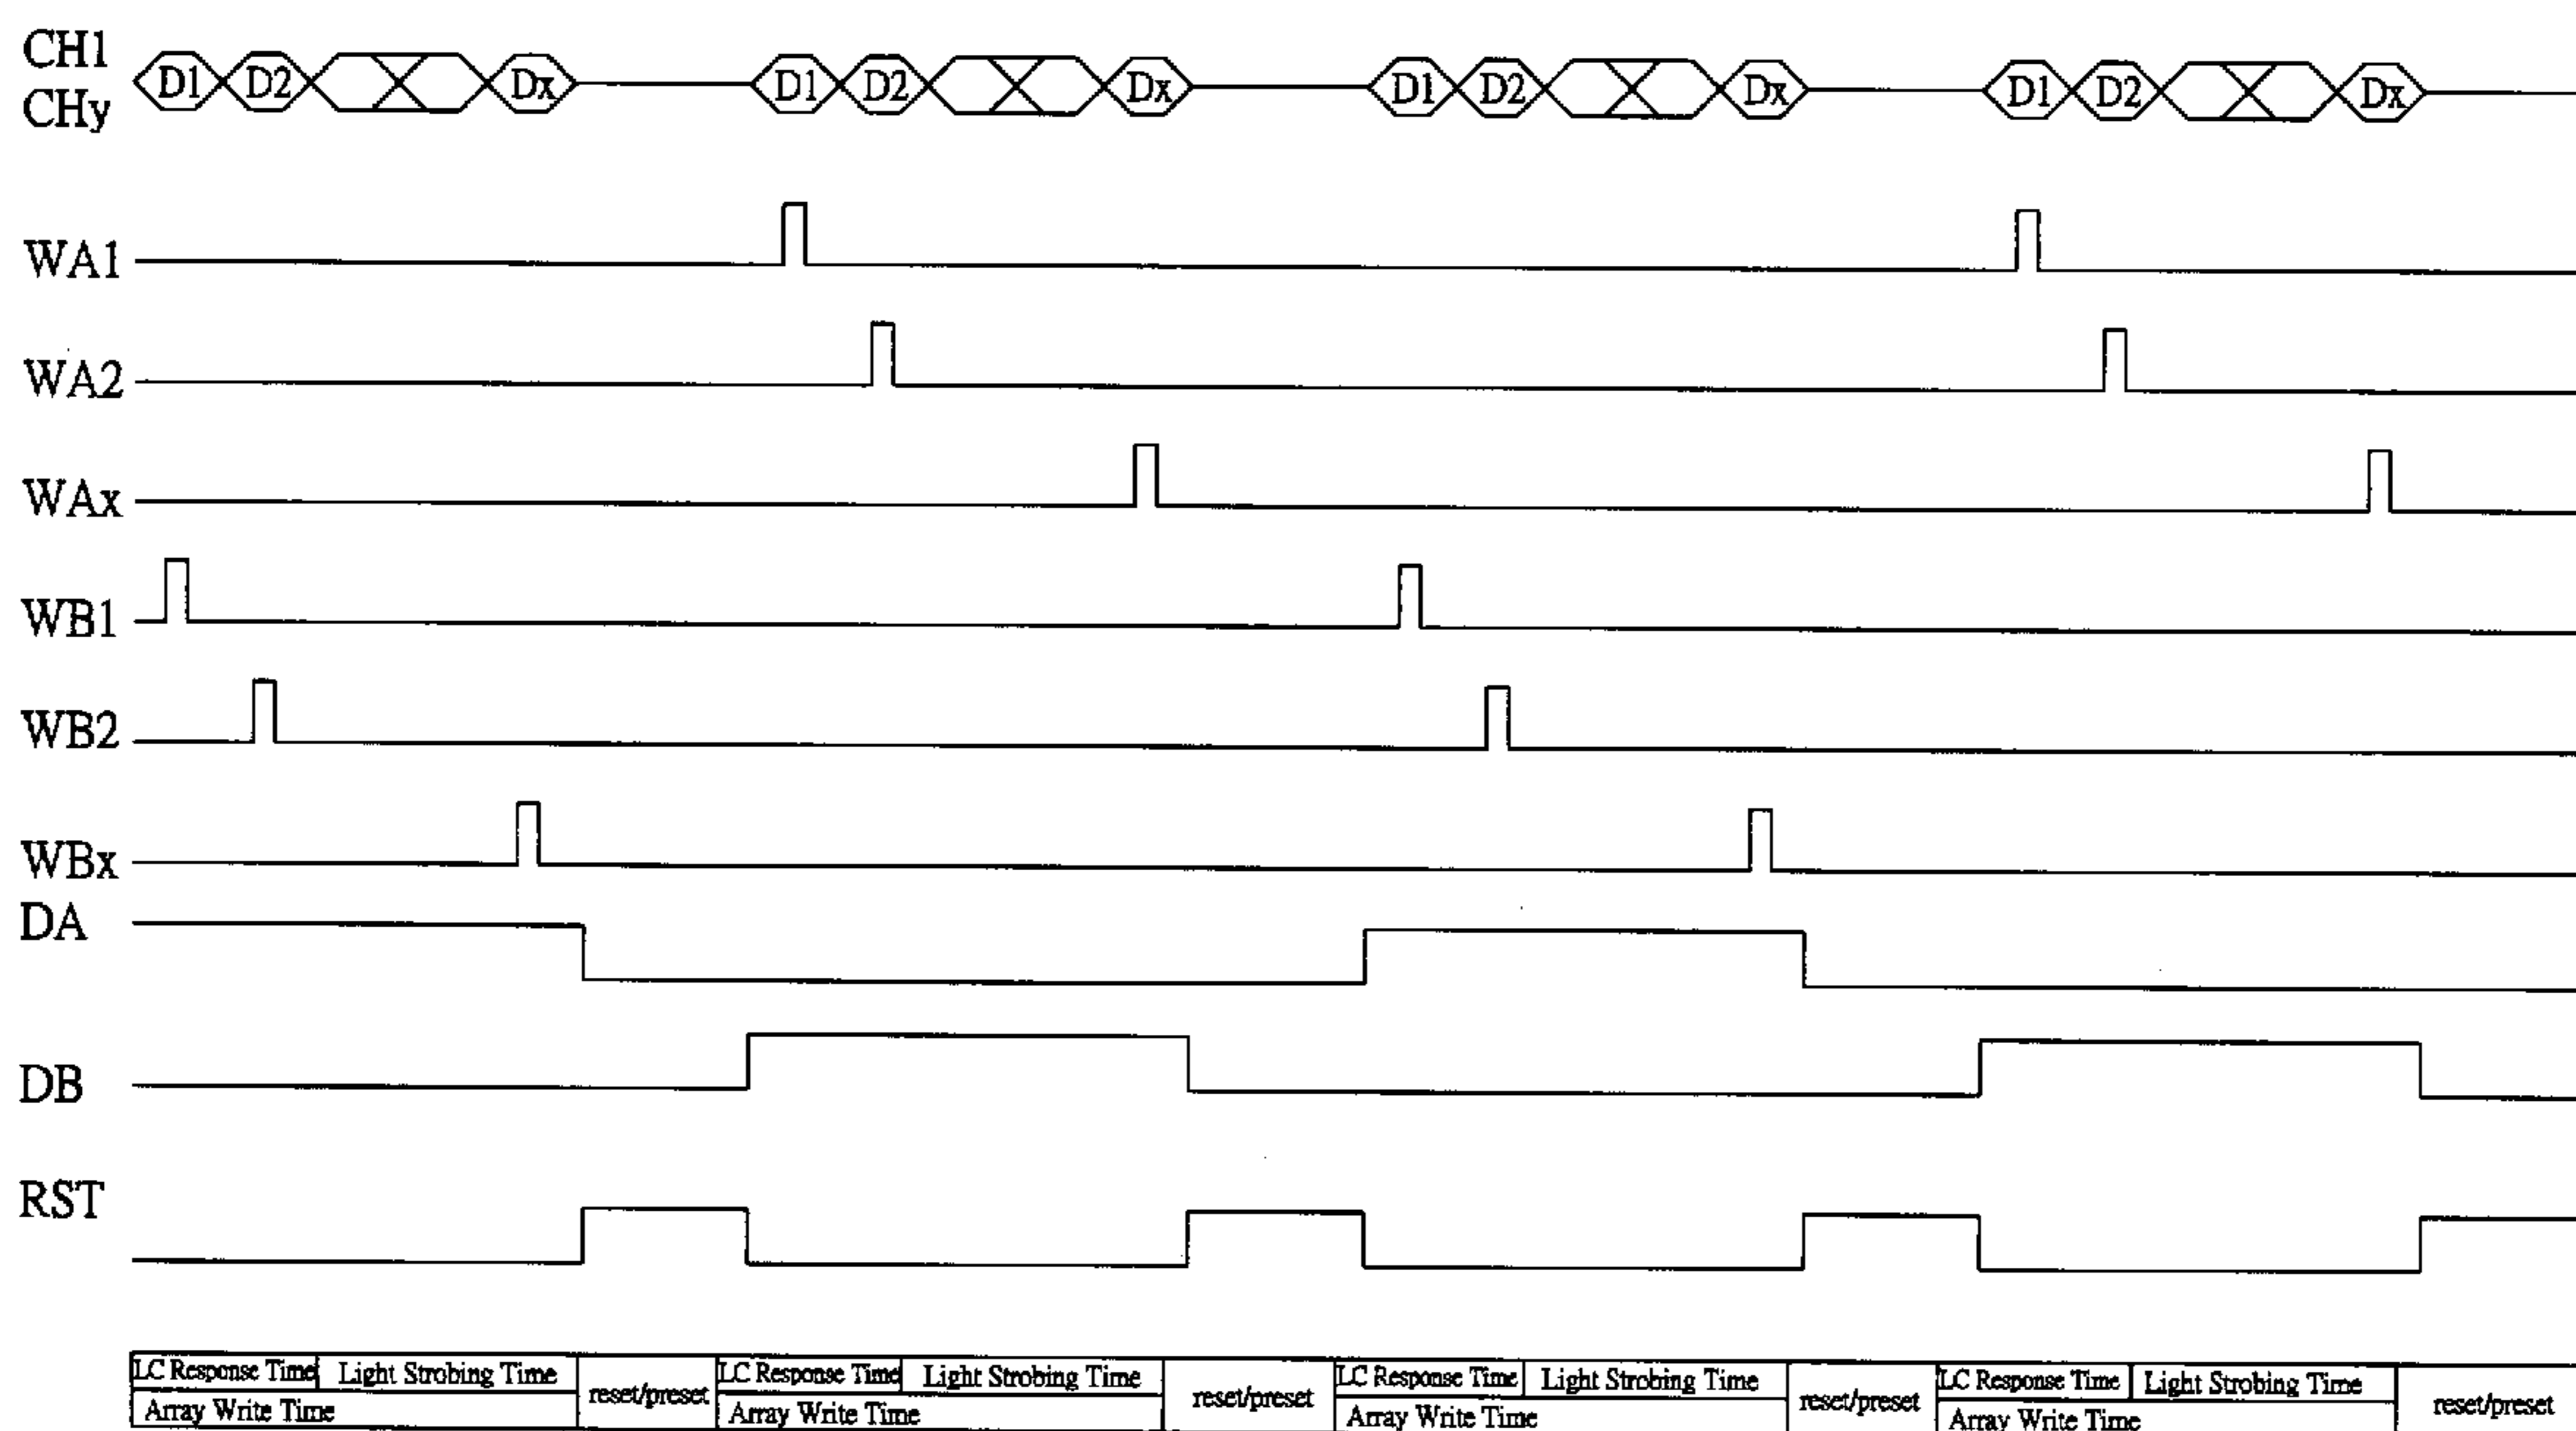 CH1
CHy
D1 D2 Dx D1 D2 Dx D1 D2 Dx D1 D2 Dx
WA1
WA2
WAx
WB1
WB2
WBx
DA
DB
RST
LC Response Time Light Strobing Time reset/preset LC Response Time Light Strobing Time reset/preset LC Response Time Light Strobing Time reset/preset LC Response Time Light Strobing Time reset/preset
Array Write Time Array Write Time Array Write Time Array Write Time